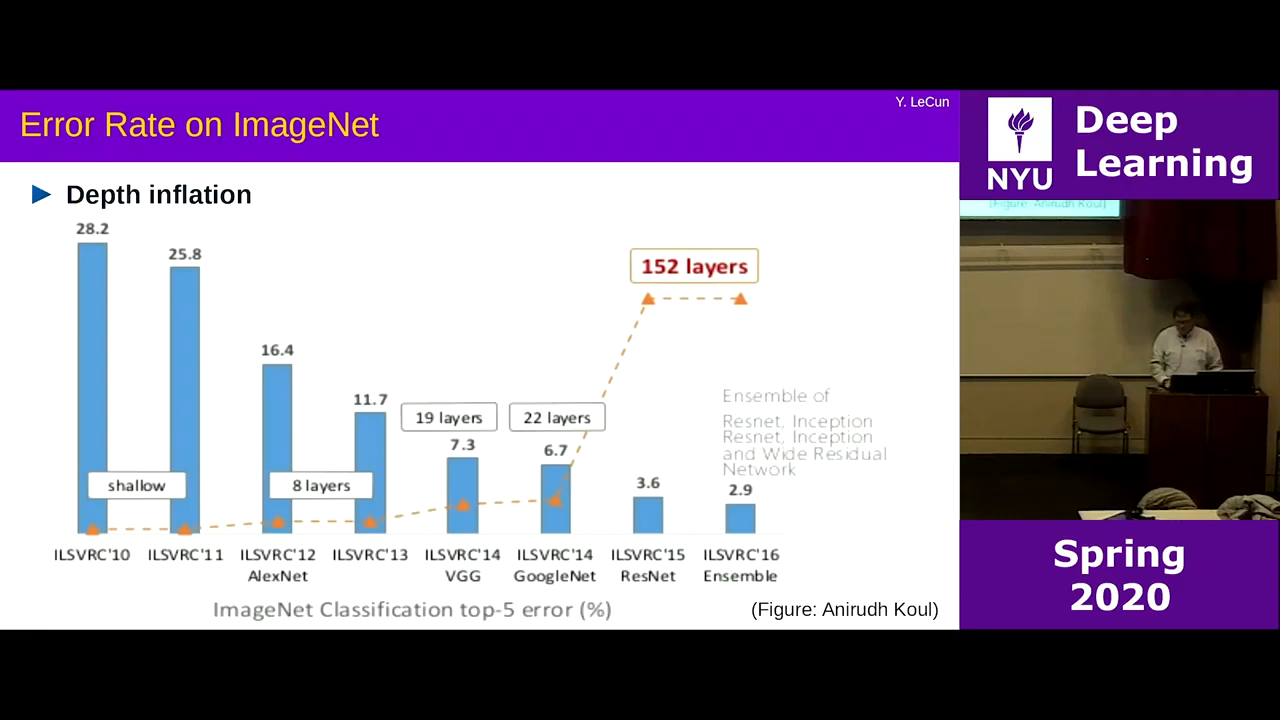 Y. LeCun
Error Rate on ImageNet
Depth inflation
28.2
25.8
16.4
11.7
7.3
6.7
3.6
2.9
shallow
8 layers
19 layers
22 layers
152 layers
Ensemble of
Resnet, Inception
Resnet, Inception
and Wide Residual
Network
ILSVRC'10
ILSVRC'11
ILSVRC'12
AlexNet
ILSVRC'13
ILSVRC'14
VGG
ILSVRC'14
GoogleNet
ILSVRC'15
ResNet
ILSVRC'16
Ensemble
ImageNet Classification top-5 error (%)
(Figure: Anirudh Koul)
NYU
Deep
Learning
(Figure: Anirudh Koul)
Spring
2020